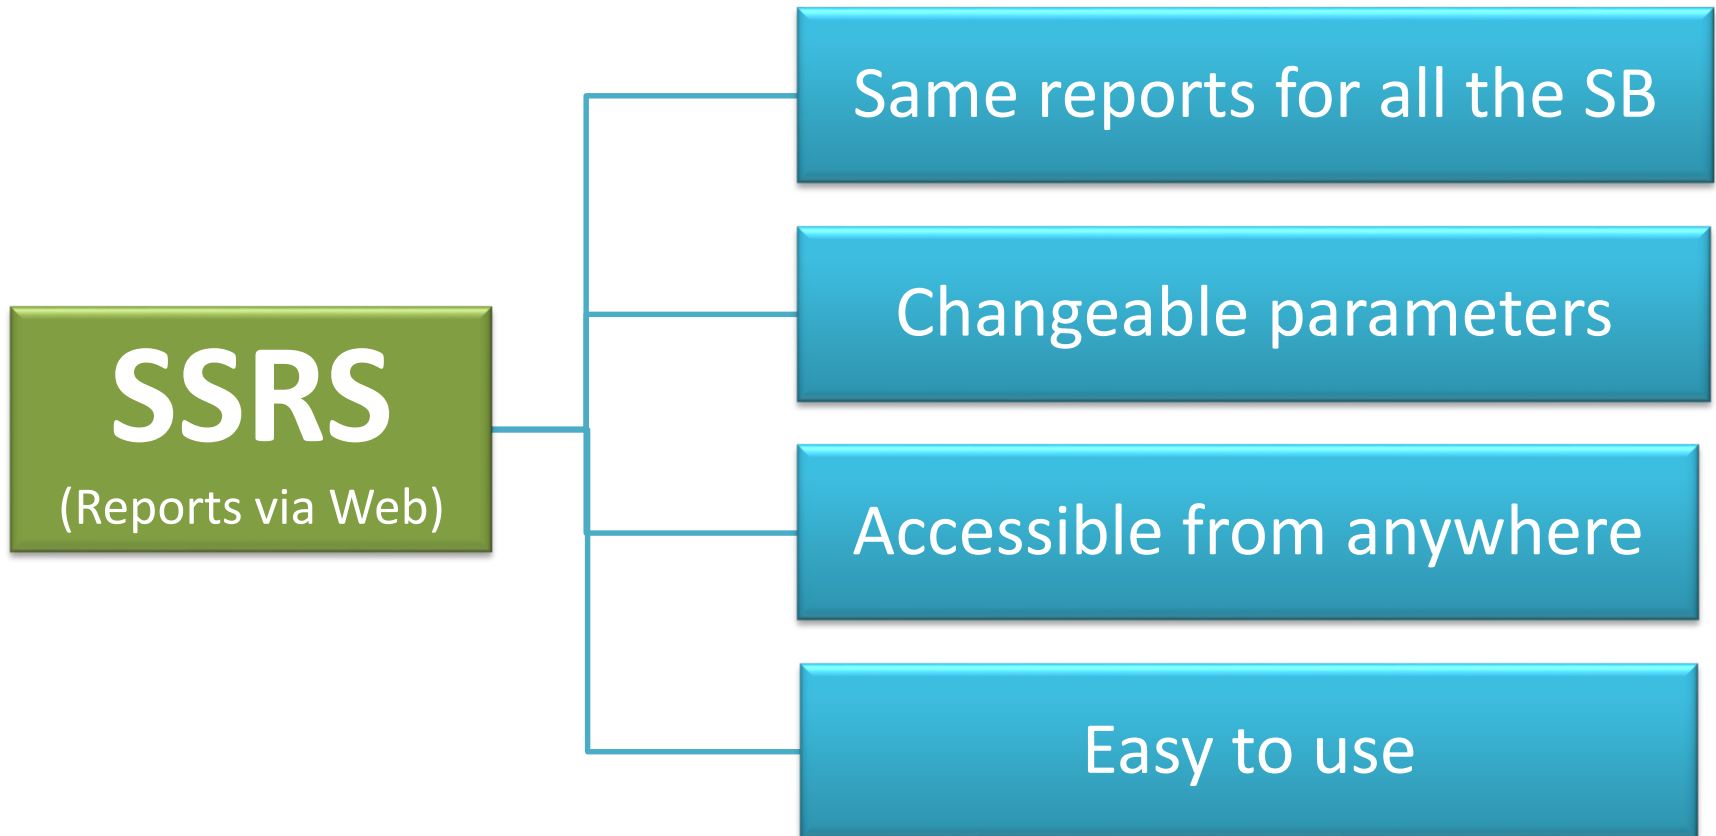 SSRS
(Reports via Web)
Same reports for all the SB
Changeable parameters
Accessible from anywhere
Easy to use